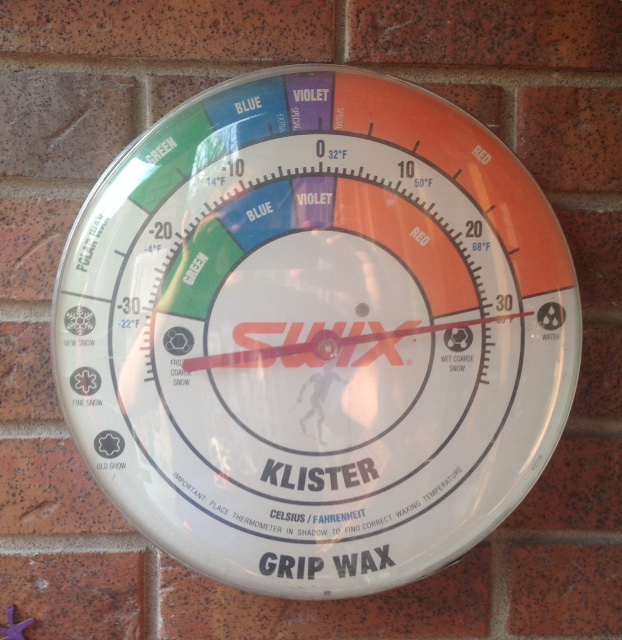 BLUE
VIOLET
SPECIAL
EXTRA
SPECIAL
GREEN
RED
POLAR WAX
0 32°F
-10
14°F
10
50°F
-20
-4°F
20
68°F
-30
-22°F
30
BLUE
VIOLET
GREEN
RED
NEW SNOW
FINE SNOW
OLD SNOW
COARSE
SNOW
SWIX
WET COARSE
SNOW
WATER
KLISTER
IMPORTANT: PLACE THERMOMETER IN SHADOW TO FIND CORRECT WAXING TEMPERATURE
CELSIUS / FAHRENHEIT
GRIP WAX